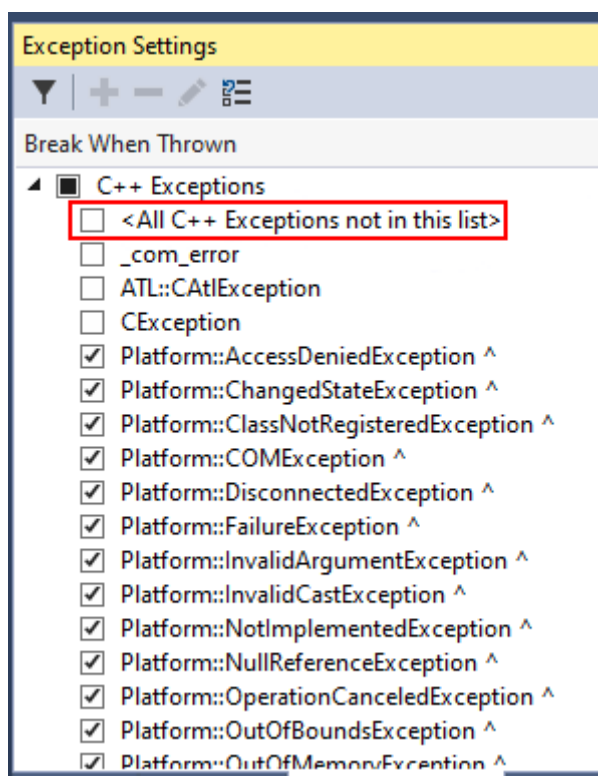 Exception Settings
Break When Thrown
C++ Exceptions
<All C++ Exceptions not in this list>
_com_error
ATL::CAtlException
CException
Platform::AccessDeniedException ^
Platform::ChangedStateException ^
Platform::ClassNotRegisteredException ^
Platform::COMException ^
Platform::DisconnectedException ^
Platform::FailureException ^
Platform::InvalidArgumentException ^
Platform::InvalidCastException ^
Platform::NotImplementedException ^
Platform::NullReferenceException ^
Platform::OperationCanceledException ^
Platform::OutOfBoundsException ^
Platform::OutOfMemoryException ^